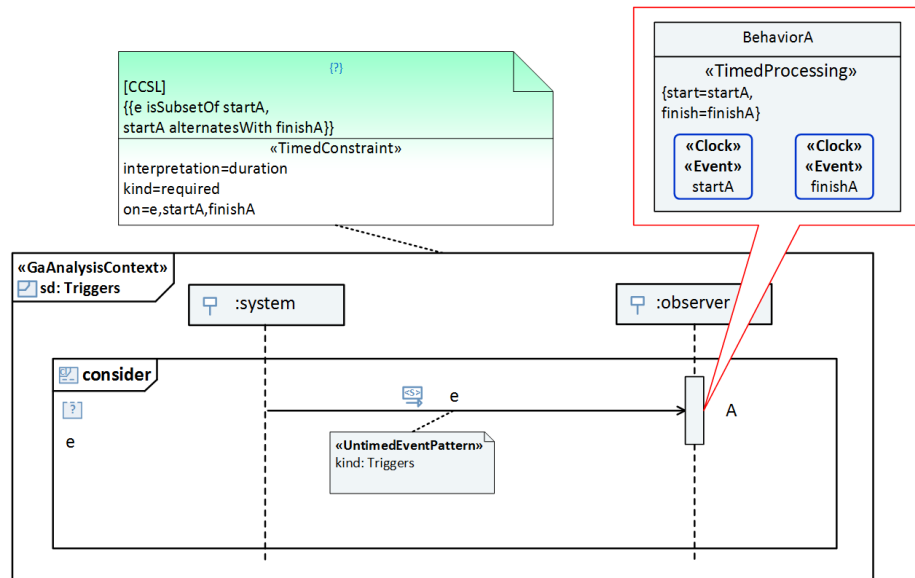 {?}
[CCSL]
{{e isSubsetOf startA,
startA alternatesWith finishA}}
«TimedConstraint»
interpretation=duration
kind=required
on=e,startA,finishA
BehaviorA
«TimedProcessing»
{start=startA,
finish=finishA}
«Clock» «Clock»
«Event» «Event»
startA finishA
«GaAnalysisContext»
sd: Triggers
:system :observer
consider
[?]
e
<S>
e
A
«UntimedEventPattern»
kind: Triggers